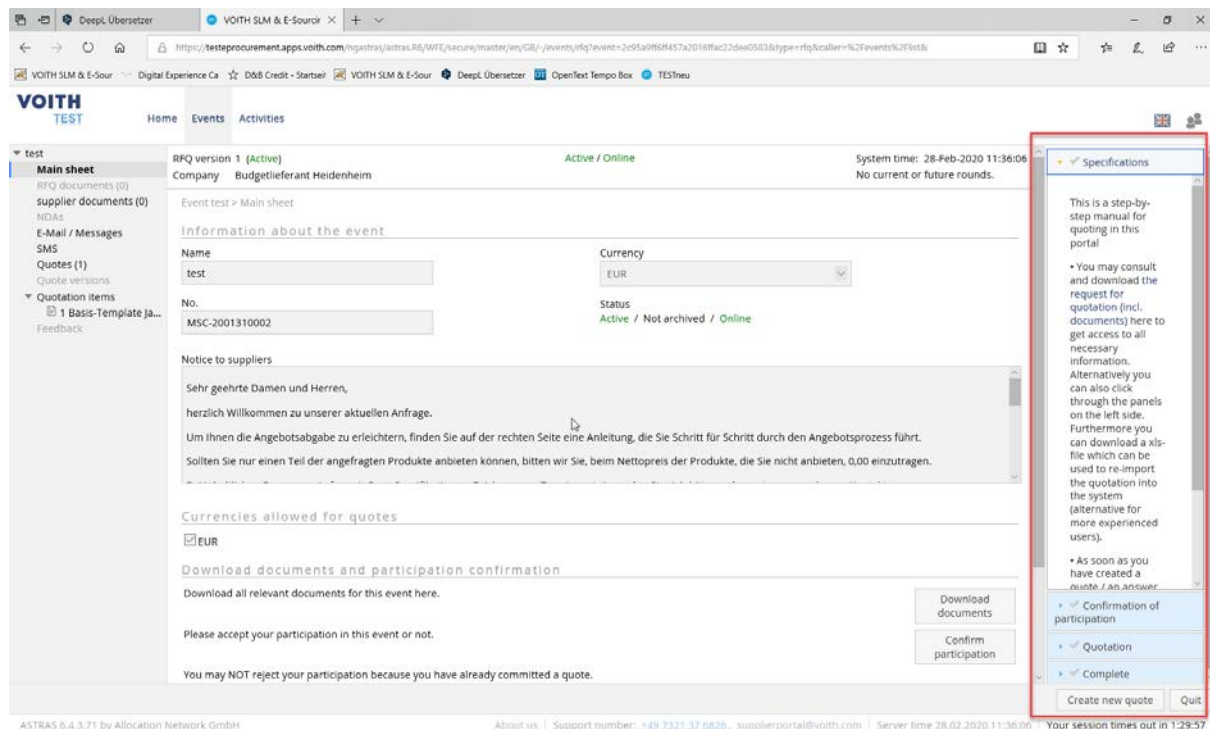 DeepL Übersetzer
VOITH SLM & E-Sourcin
https://testeprocurement.apps.voith.com/ngastras/astras.R6/WFE/secure/master/en/GB/-/events/rfq?event=
VOITH SLM & E-Sour
Digital Experience Ca
D&B Credit - Startseit
VOITH SLM & E-Sour
DeepL Übersetzer
OpenText Tempo Box
TESTneu
VOITH
TEST
Home Events Activities
test
Main sheet
RFQ documents (0)
supplier documents (0)
NDAs
E-Mail / Messages
SMS
Quotes (1)
Quote versions
Quotation items
1 Basis-Template Ja...
Feedback
RFQ version 1 (Active)
Active / Online
System time: 28-Feb-2020 11:36:06
Company Budgetlieferant Heidenheim
No current or future rounds.
Event test > Main sheet
Information about the event
Name
Currency
test
EUR
No.
Status
MSC-2001310002
Active / Not archived / Online
Notice to suppliers
Sehr geehrte Damen und Herren,
herzlich Willkommen zu unserer aktuellen Anfrage.
Um Ihnen die Angebotsabgabe zu erleichtern, finden Sie auf der rechten Seite eine Anleitung, die Sie Schritt für Schritt durch den Angebotsprozess führt.
Sollten Sie nur einen Teil der angefragten Produkte anbieten können, bitten wir Sie, beim Nettopreis der Produkte, die Sie nicht anbieten, 0,00 einzutragen.
Currencies allowed for quotes
EUR
Download documents and participation confirmation
Download all relevant documents for this event here.
Download
documents
Please accept your participation in this event or not.
Confirm
participation
You may NOT reject your participation because you have already committed a quote.
Specifications
This is a step-by-
step manual for
quoting in this
portal
• You may consult
and download the
request for
quotation (incl.
documents) here to
get access to all
necessary
information.
Alternatively you
can also click
through the panels
on the left side.
Furthermore you
can download a xls-
file which can be
used to re-import
the quotation into
the system
(alternative for
more experienced
users).
• As soon as you
have created a
quote / an answer
Confirmation of
participation
Quotation
Complete
Create new quote
Quit
ASTRAS 6.4.3.71 by Allocation Network GmbH
About us | Support number: +49 7321 37 6826 , supplierportal@voith.com | Server time 28.02.2020 11:36:06 | Your session times out in 1:29:57